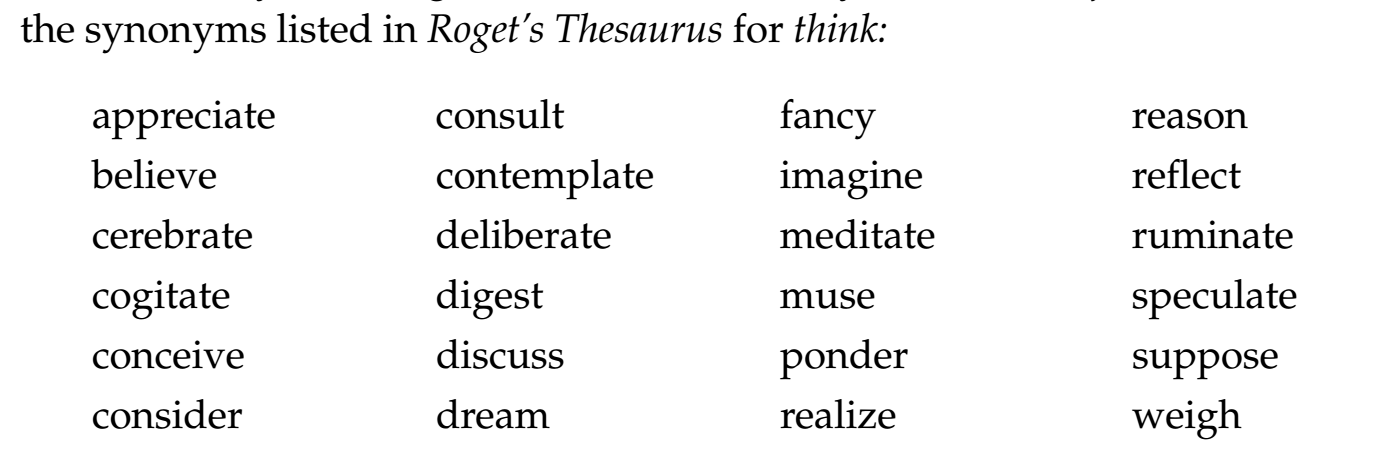 the synonyms listed in Roget's Thesaurus for think:
appreciate consult fancy reason
believe contemplate imagine reflect
cerebrate deliberate meditate ruminate
cogitate digest muse speculate
conceive discuss ponder suppose
consider dream realize weigh